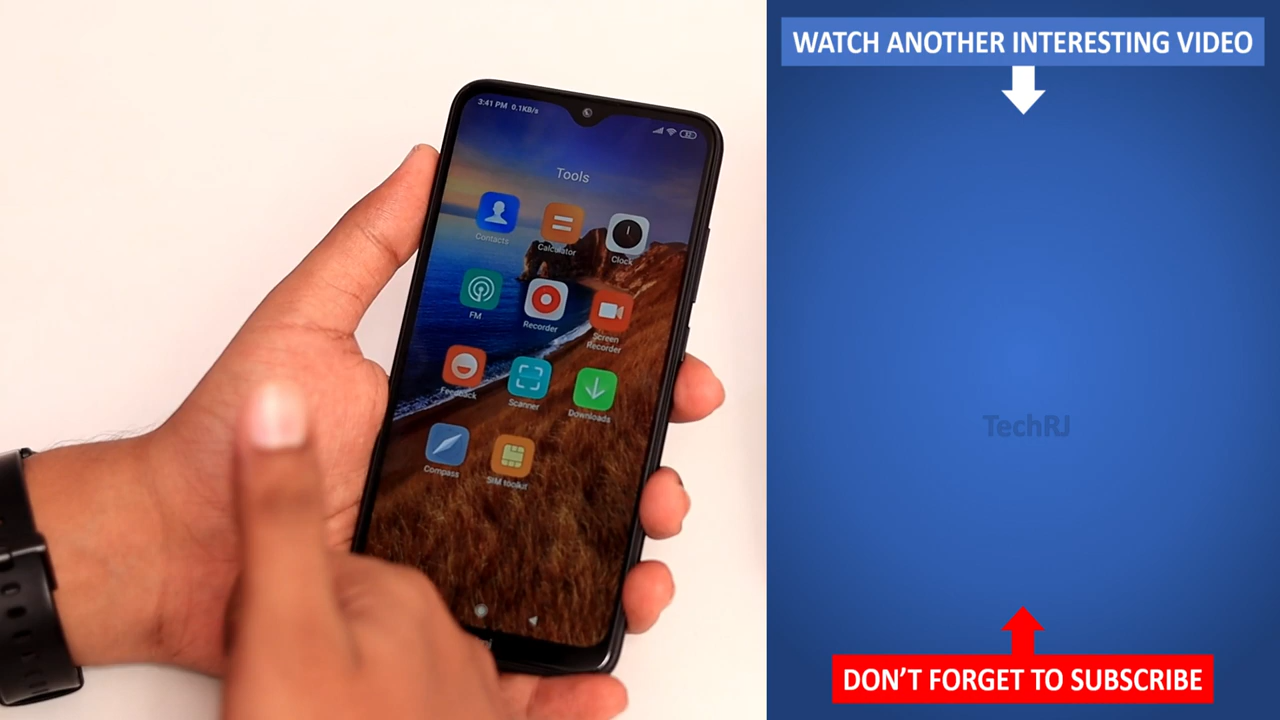 3:41 PM 0.1KB/s
Tools
Contacts
Calculator
Clock
FM
Recorder
Screen
Recorder
Feedback
Scanner
Downloads
Compass
SIM toolkit
WATCH ANOTHER INTERESTING VIDEO
TechRJ
DON'T FORGET TO SUBSCRIBE